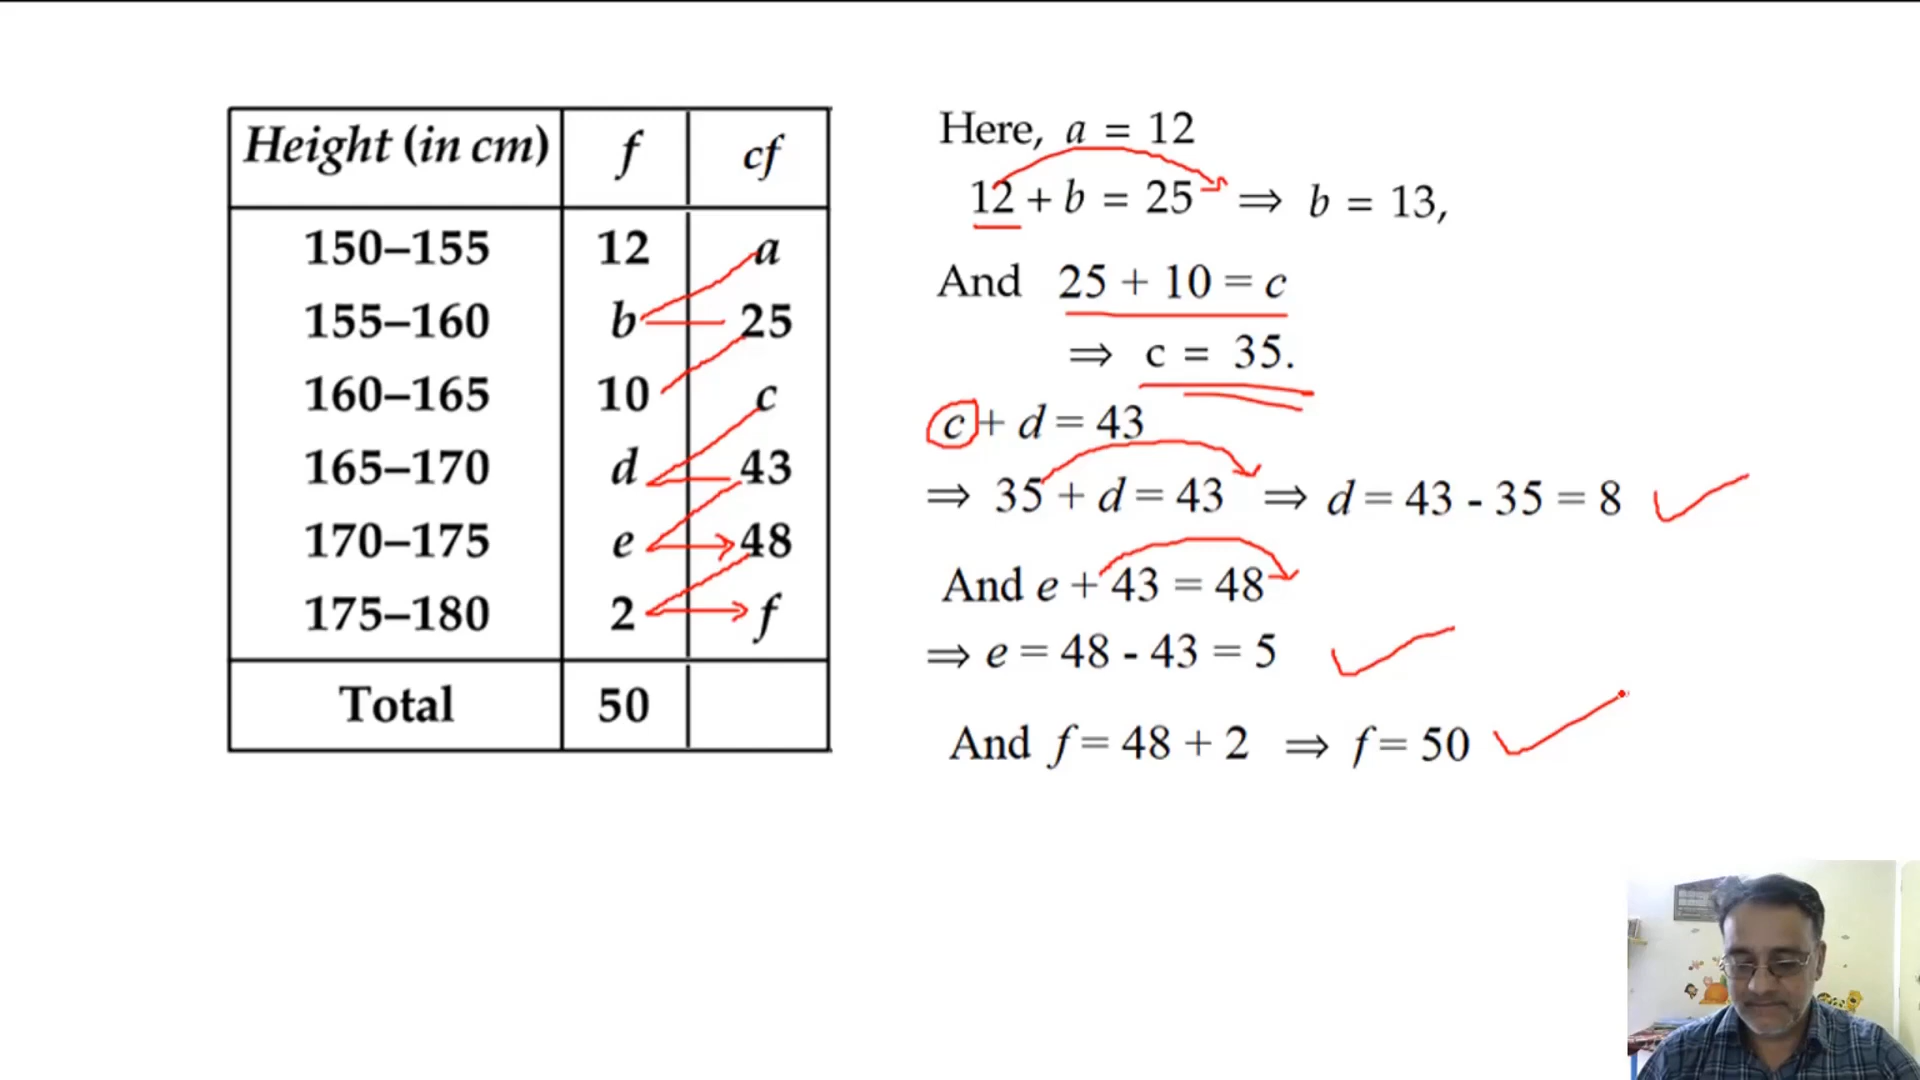 Height (in cm) f cf
150–155 12 a
155–160 b 25
160–165 10 c
165–170 d 43
170–175 e 48
175–180 2 f
Total 50
Here, a = 12
12 + b = 25 ⇒ b = 13,
And 25 + 10 = c
⇒ c = 35.
c + d = 43
⇒ 35 + d = 43 ⇒ d = 43 - 35 = 8
And e + 43 = 48
⇒ e = 48 - 43 = 5
And f = 48 + 2 ⇒ f = 50